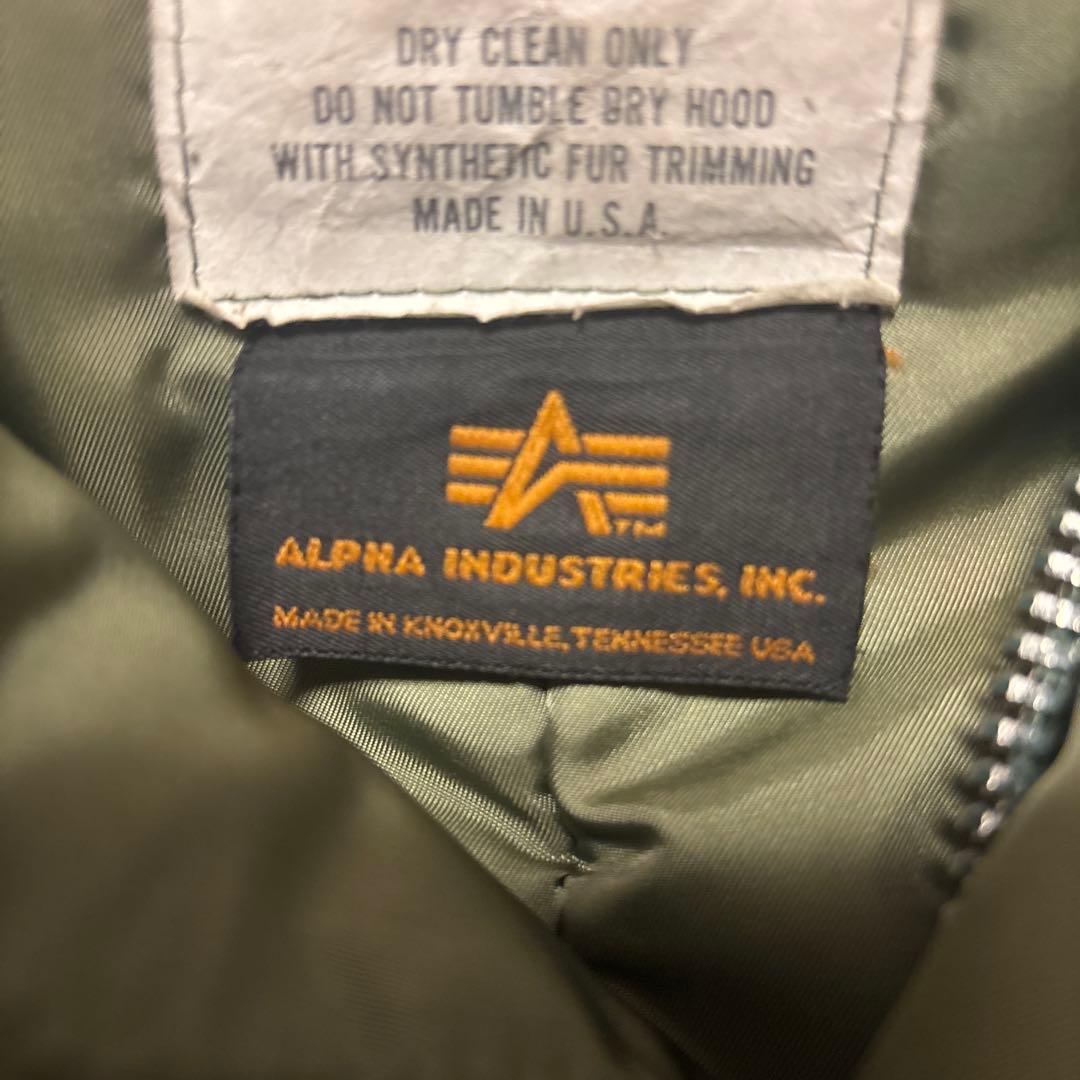 DRY CLEAN ONLY
DO NOT TUMBLE DRY HOOD
WITH SYNTHETIC FUR TRIMMING
MADE IN U.S.A.
TM
ALPHA INDUSTRIES, INC.
MADE IN KNOXVILLE, TENNESSEE USA